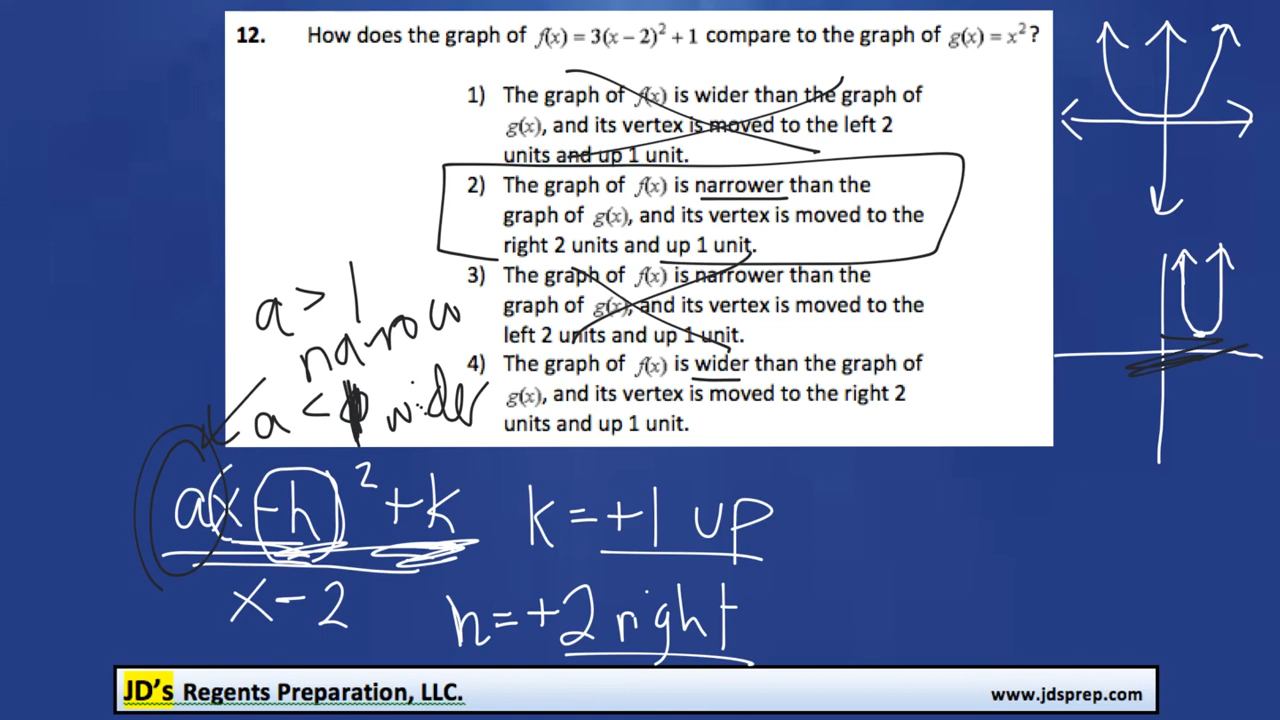 12. How does the graph of f(x) = 3(x − 2)² + 1 compare to the graph of g(x) = x²?
1) The graph of f(x) is wider than the graph of
g(x), and its vertex is moved to the left 2
units and up 1 unit.
2) The graph of f(x) is narrower than the
graph of g(x), and its vertex is moved to the
right 2 units and up 1 unit.
3) The graph of f(x) is narrower than the
graph of g(x), and its vertex is moved to the
left 2 units and up 1 unit.
4) The graph of f(x) is wider than the graph of
g(x), and its vertex is moved to the right 2
units and up 1 unit.
a > 1
narrow
a < 1 wider
a(x - h)² + k
x - 2
k = +1 up
h = +2 right
JD's Regents Preparation, LLC.
www.jdsprep.com